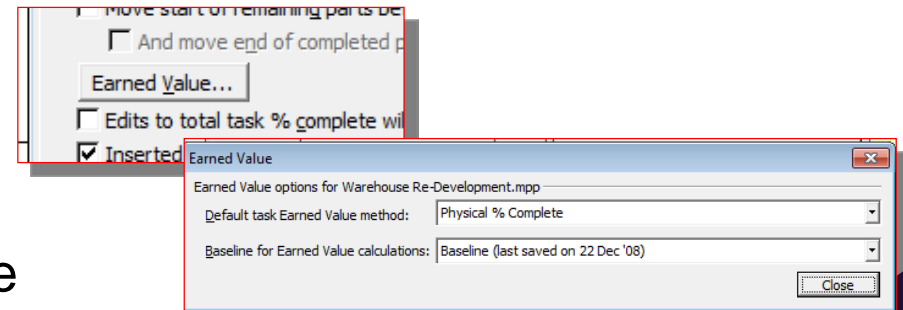 Move start of remaining parts be
And move end of completed p
Earned Value...
Edits to total task % complete wil
Inserted
Earned Value
Earned Value options for Warehouse Re-Development.mpp
Default task Earned Value method: Physical % Complete
Baseline for Earned Value calculations: Baseline (last saved on 22 Dec '08)
e
Close